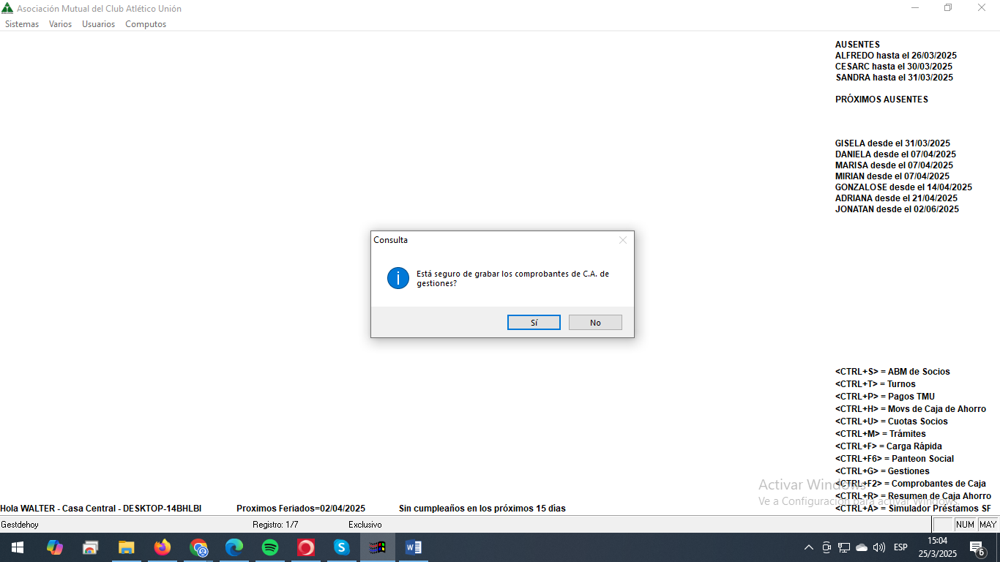 Asociación Mutual del Club Atlético Unión
Sistemas Varios Usuarios Computos
AUSENTES
ALFREDO hasta el 26/03/2025
CESARC hasta el 30/03/2025
SANDRA hasta el 31/03/2025
PRÓXIMOS AUSENTES
GISELA desde el 31/03/2025
DANIELA desde el 07/04/2025
MARISA desde el 07/04/2025
MIRIAN desde el 07/04/2025
GONZALOSE desde el 14/04/2025
ADRIANA desde el 21/04/2025
JONATAN desde el 02/06/2025
Consulta
Está seguro de grabar los comprobantes de C.A. de
gestiones?
Sí No
<CTRL+S> = ABM de Socios
<CTRL+T> = Turnos
<CTRL+P> = Pagos TMU
<CTRL+H> = Movs de Caja de Ahorro
<CTRL+U> = Cuotas Socios
<CTRL+M> = Trámites
<CTRL+F> = Carga Rápida
<CTRL+F6> = Panteon Social
<CTRL+G> = Gestiones
<CTRL+F2> = Comprobantes de Caja
<CTRL+R> = Resumen de Caja Ahorro
<CTRL+A> = Simulador Préstamos SF
Activar Windows
Ve a Configuración para activar Windows.
Hola WALTER - Casa Central - DESKTOP-14BHLBI Proximos Feriados=02/04/2025 Sin cumpleaños en los próximos 15 dias
Gestdehoy Registro: 1/7 Exclusivo NUM MAY
ESP 15:04
25/3/2025
6